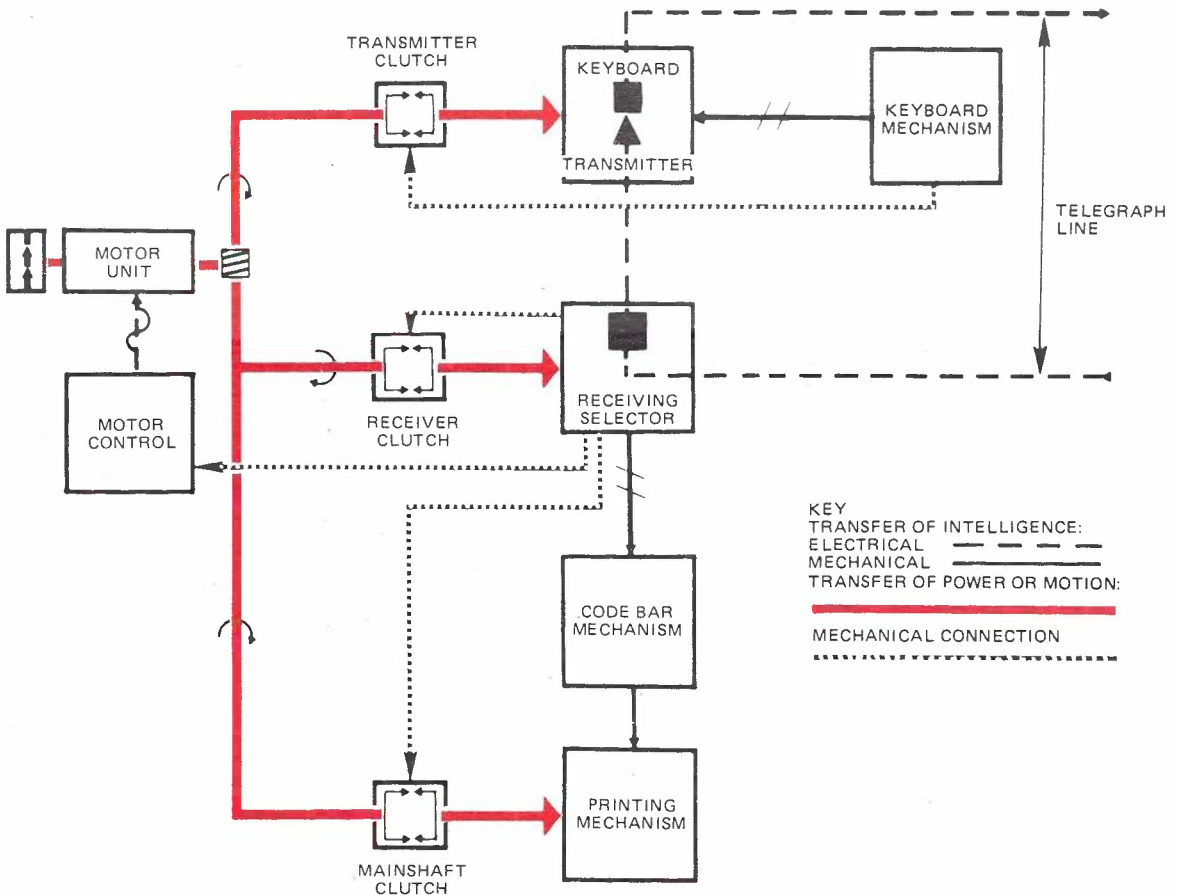 TRANSMITTER
CLUTCH
KEYBOARD
TRANSMITTER
KEYBOARD
MECHANISM
TELEGRAPH
LINE
MOTOR
UNIT
MOTOR
CONTROL
RECEIVER
CLUTCH
RECEIVING
SELECTOR
KEY
TRANSFER OF INTELLIGENCE:
ELECTRICAL
MECHANICAL
TRANSFER OF POWER OR MOTION:
MECHANICAL CONNECTION
CODE BAR
MECHANISM
PRINTING
MECHANISM
MAINSHAFT
CLUTCH